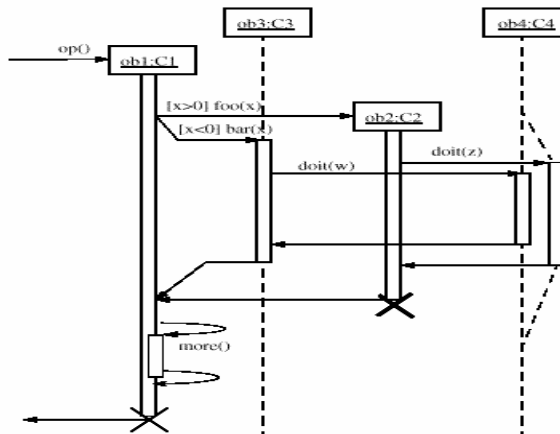 ob3:C3
ob4:C4
op()
ob1:C1
[x>0] foo(x)
ob2:C2
[x<0] bar(x)
doit(z)
doit(w)
more()